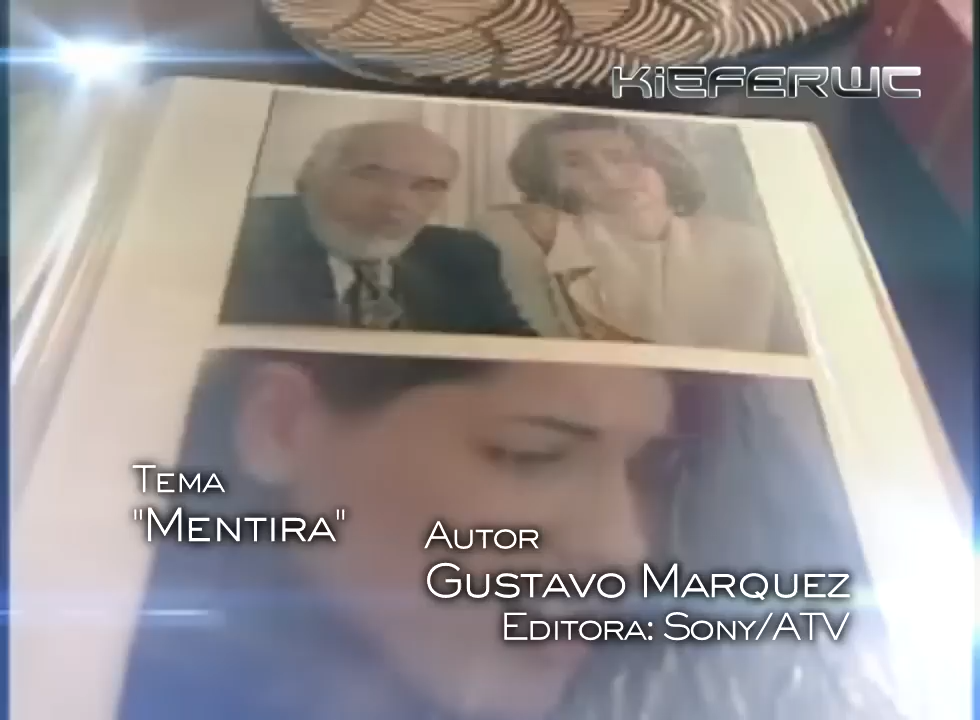 KiEFERWC
TEMA
"MENTIRA"
AUTOR
GUSTAVO MARQUEZ
EDITORA: SONY/ATV